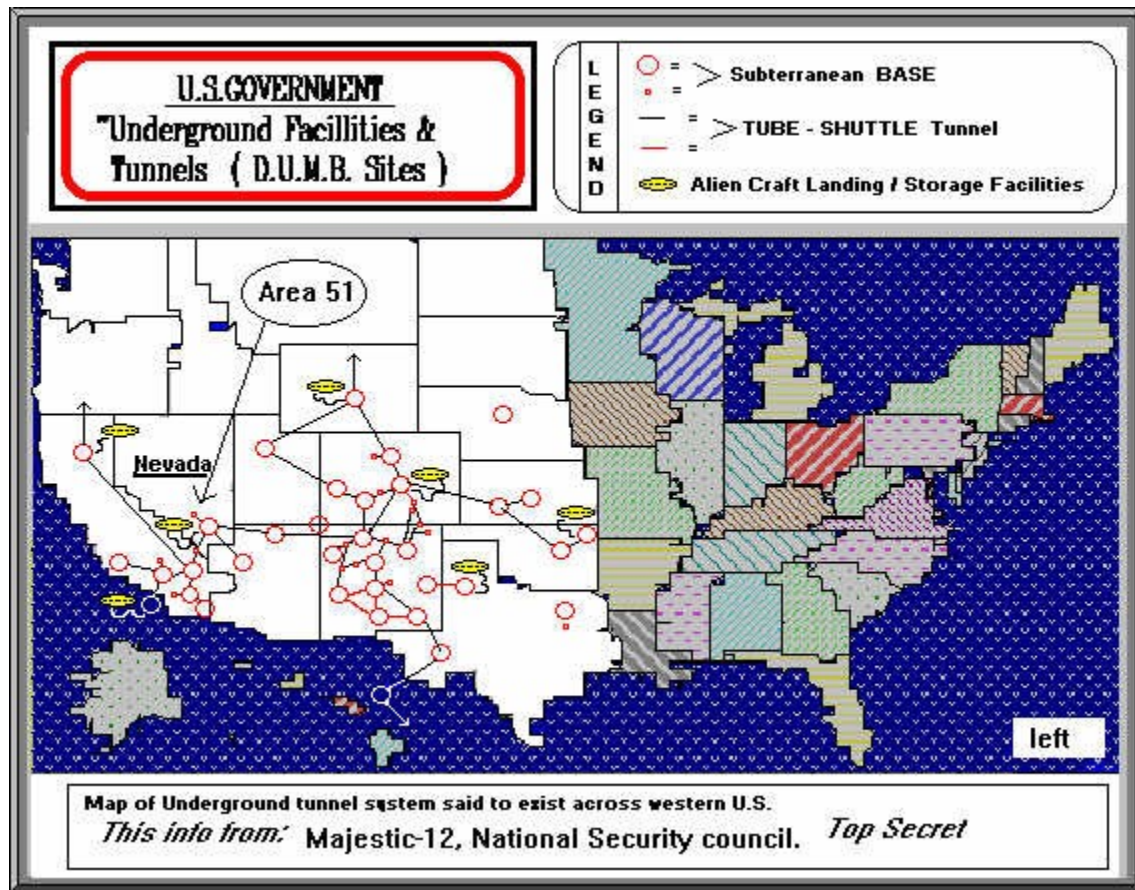 U.S.GOVERNMENT
"Underground Facillities &
Tunnels ( D.U.M.B. Sites )
LEGEND
= > Subterranean BASE
=
= > TUBE - SHUTTLE Tunnel
=
Alien Craft Landing / Storage Facilities
Area 51
Nevada
left
Map of Underground tunnel system said to exist across western U.S.
This info from: Majestic-12, National Security council. Top Secret